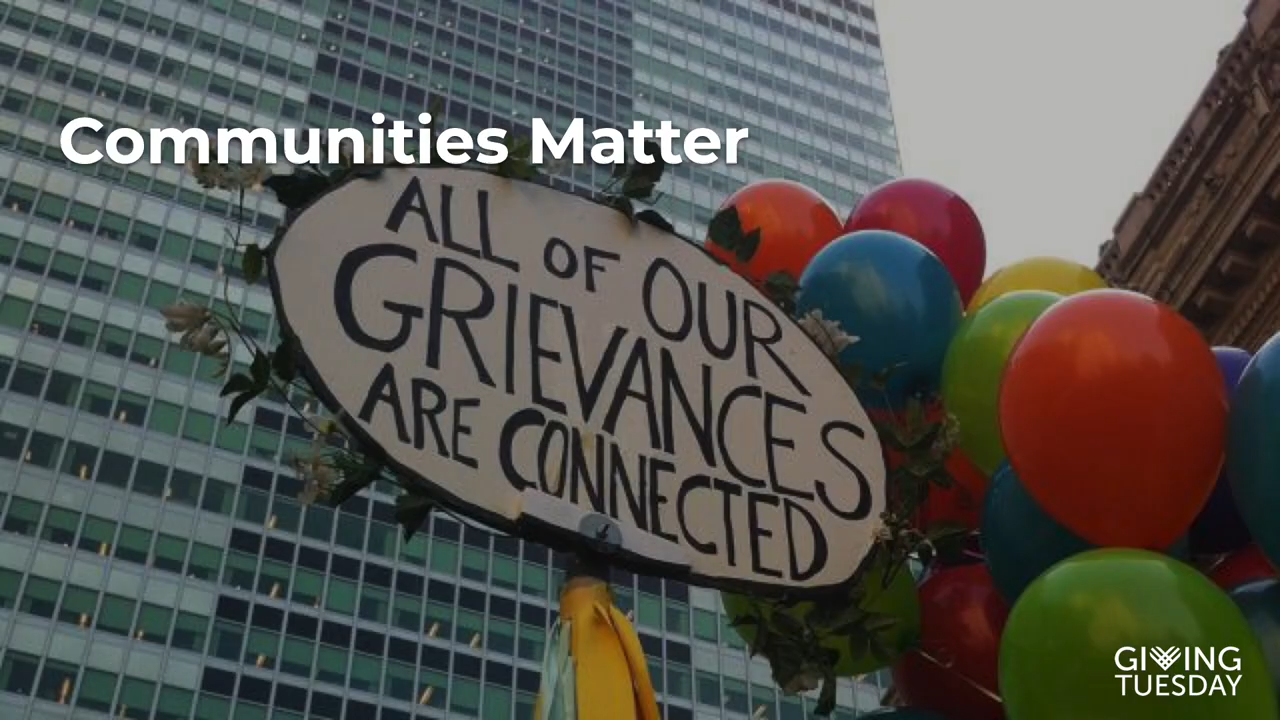 Communities Matter
ALL OF OUR
GRIEVANCES
ARE CONNECTED
GIVING
TUESDAY